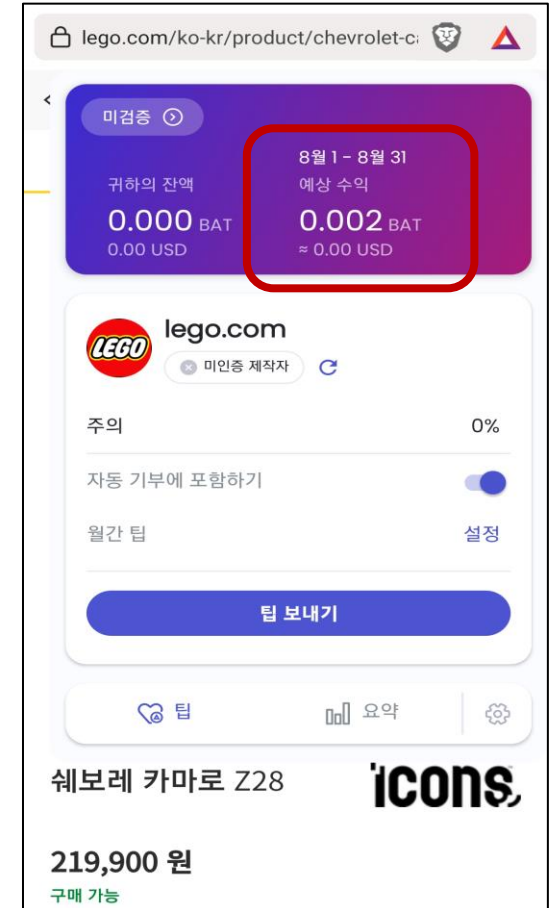 lego.com/ko-kr/product/chevrolet-c
미검증
8월 1 - 8월 31
귀하의 잔액
예상 수익
0.000 BAT
0.002 BAT
0.00 USD
≈ 0.00 USD
LEGO
lego.com
미인증 제작자
주의
0%
자동 기부에 포함하기
월간 팁
설정
팁 보내기
팁
요약
쉐보레 카마로 Z28
icons
219,900 원
구매 가능